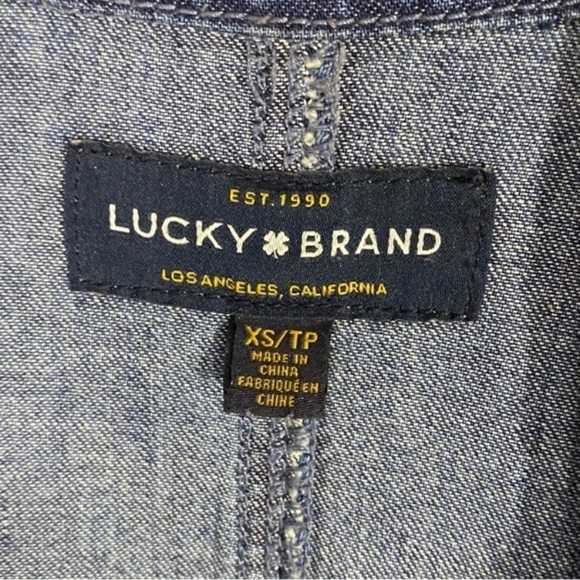 EST. 1990
LUCKY BRAND
LOS ANGELES, CALIFORNIA
XS/TP
MADE IN
CHINA
FABRIQUÉ EN
CHINE